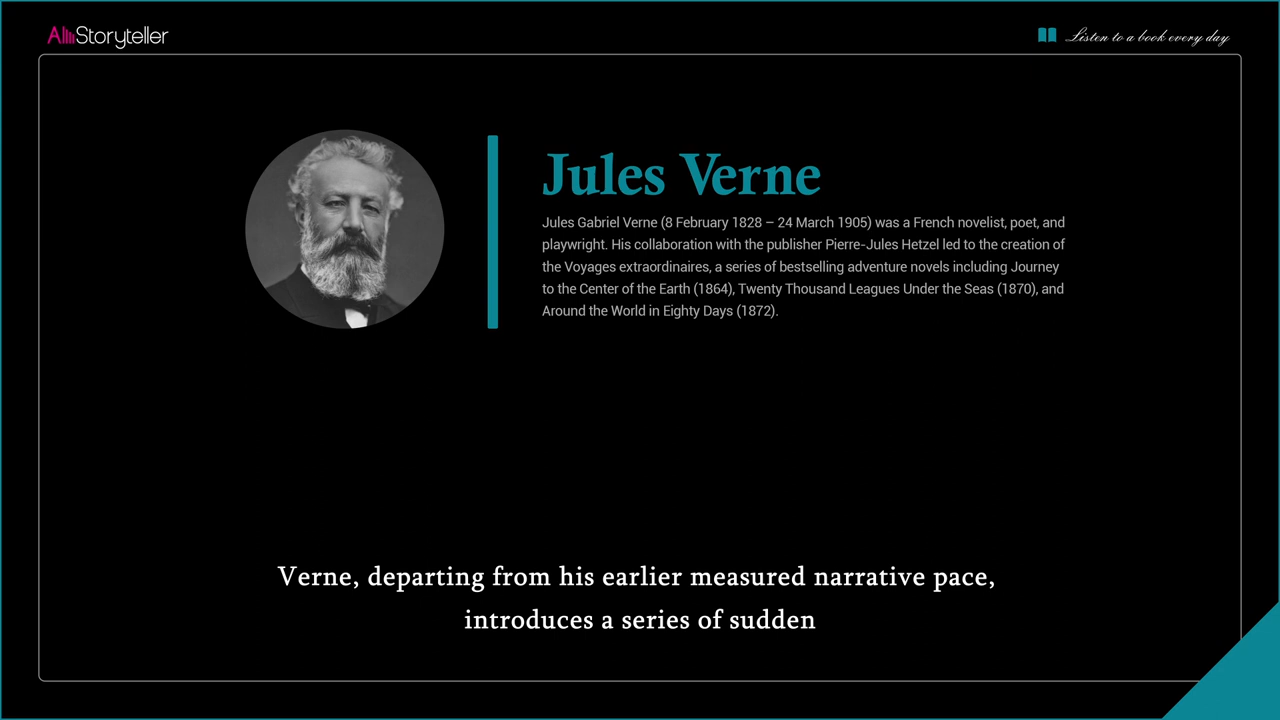 AllStoryteller
Listen to a book every day
Jules Verne
Jules Gabriel Verne (8 February 1828 – 24 March 1905) was a French novelist, poet, and
playwright. His collaboration with the publisher Pierre-Jules Hetzel led to the creation of
the Voyages extraordinaires, a series of bestselling adventure novels including Journey
to the Center of the Earth (1864), Twenty Thousand Leagues Under the Seas (1870), and
Around the World in Eighty Days (1872).
Verne, departing from his earlier measured narrative pace,
introduces a series of sudden